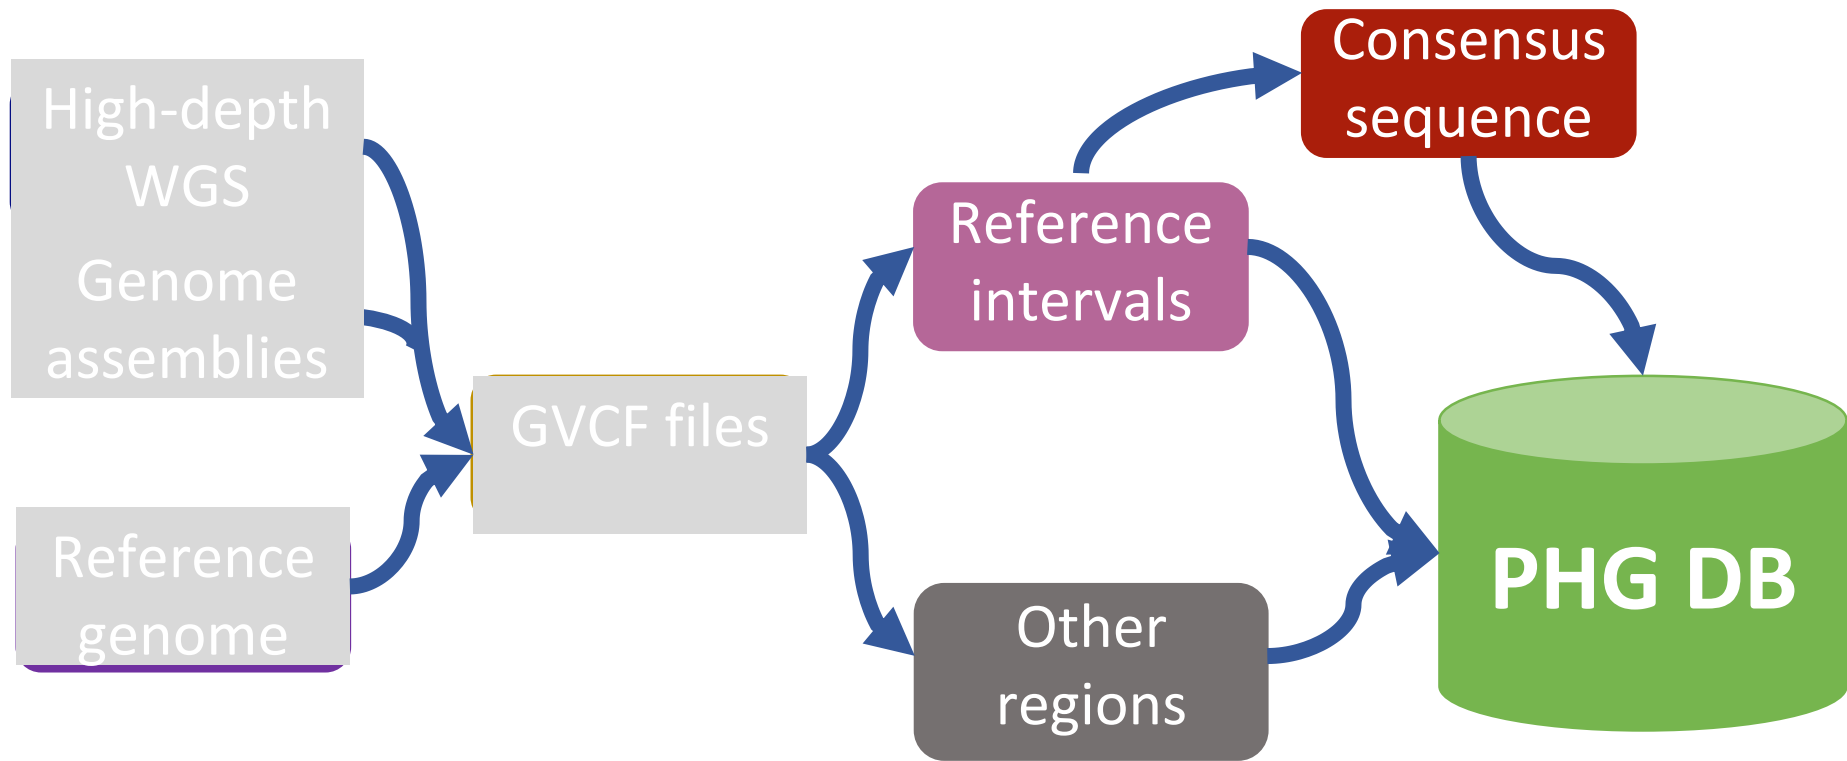 High-depth
WGS
Genome
assemblies
Reference
genome
GVCF files
Reference
intervals
Other
regions
Consensus
sequence
PHG DB